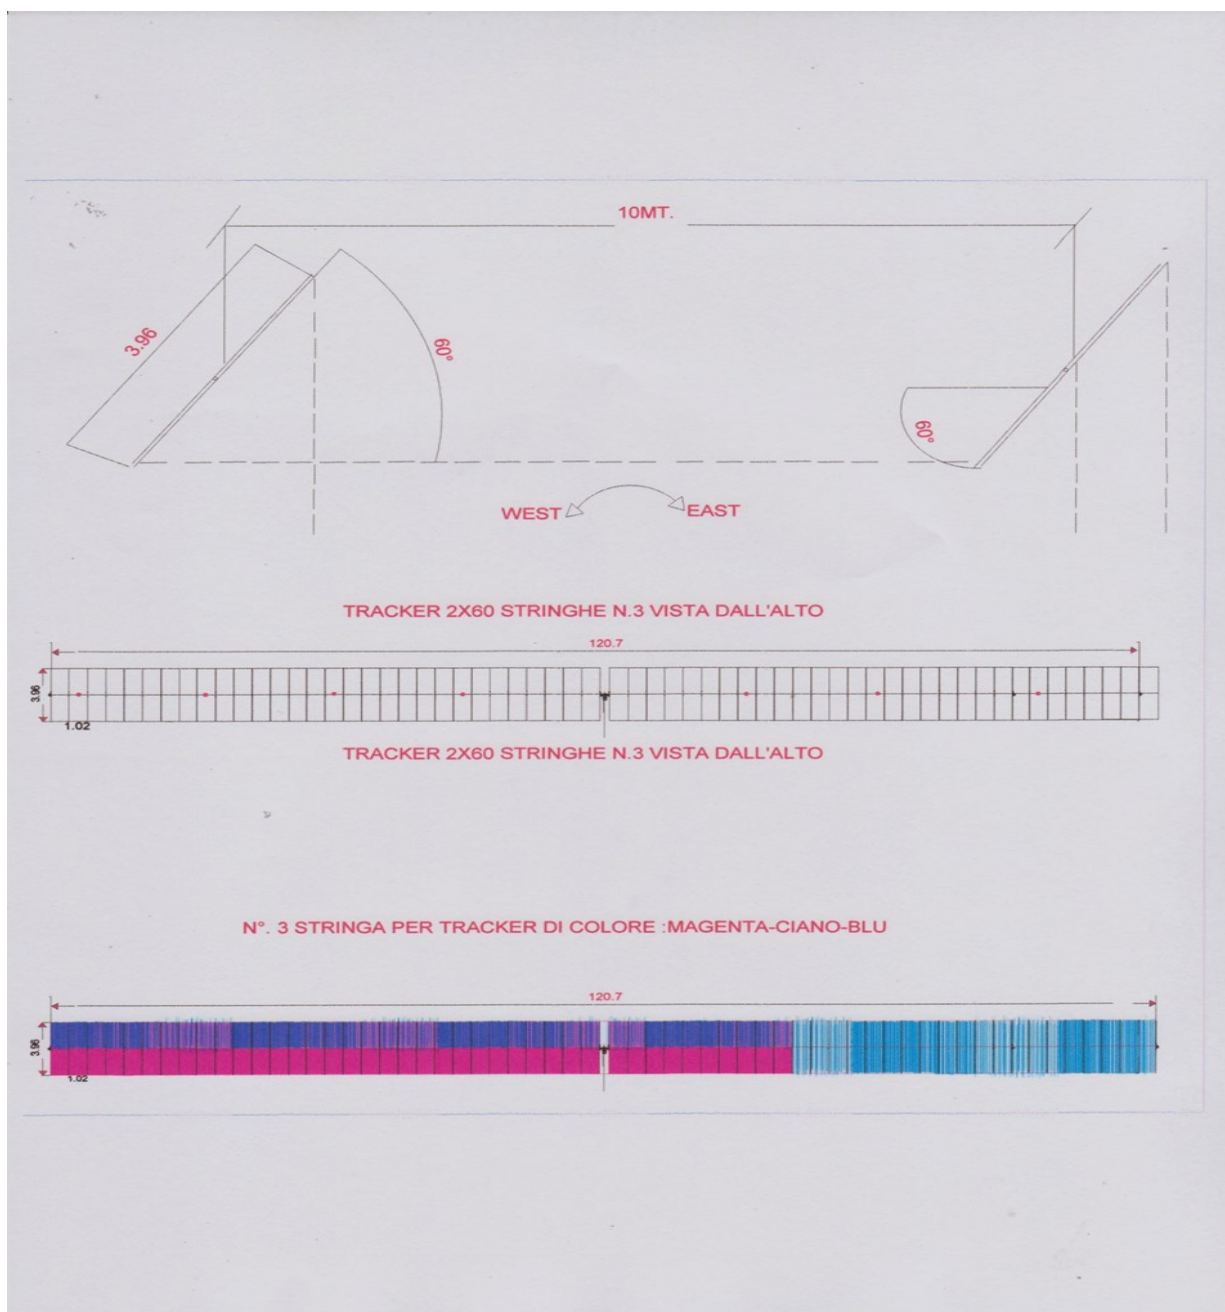 10MT.
3.96
60°
60°
WEST EAST
TRACKER 2X60 STRINGHE N.3 VISTA DALL'ALTO
120.7
3.96
1.02
TRACKER 2X60 STRINGHE N.3 VISTA DALL'ALTO
N°. 3 STRINGA PER TRACKER DI COLORE :MAGENTA-CIANO-BLU
120.7
3.96
1.02